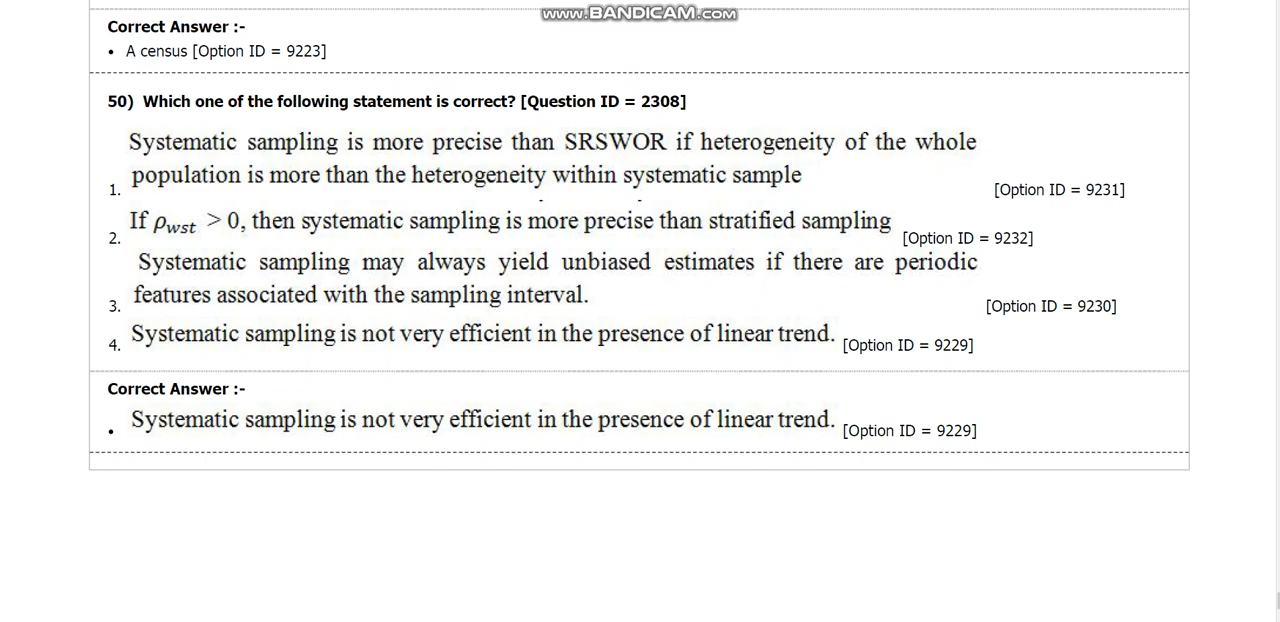 www.BANDICAM.com
Correct Answer :-
• A census [Option ID = 9223]
50) Which one of the following statement is correct? [Question ID = 2308]
Systematic sampling is more precise than SRSWOR if heterogeneity of the whole
population is more than the heterogeneity within systematic sample
1. [Option ID = 9231]
If ρwst > 0, then systematic sampling is more precise than stratified sampling
2. [Option ID = 9232]
Systematic sampling may always yield unbiased estimates if there are periodic
features associated with the sampling interval.
3. [Option ID = 9230]
Systematic sampling is not very efficient in the presence of linear trend.
4. [Option ID = 9229]
Correct Answer :-
Systematic sampling is not very efficient in the presence of linear trend.
• [Option ID = 9229]